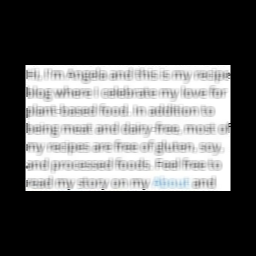 Hi, I'm Angela and this is my recipe
blog where I celebrate my love for
plant based food. In addition to
being meat and dairy-free, most of
my recipes are free of gluten, soy,
and processed foods. Feel free to
read my story on my About and